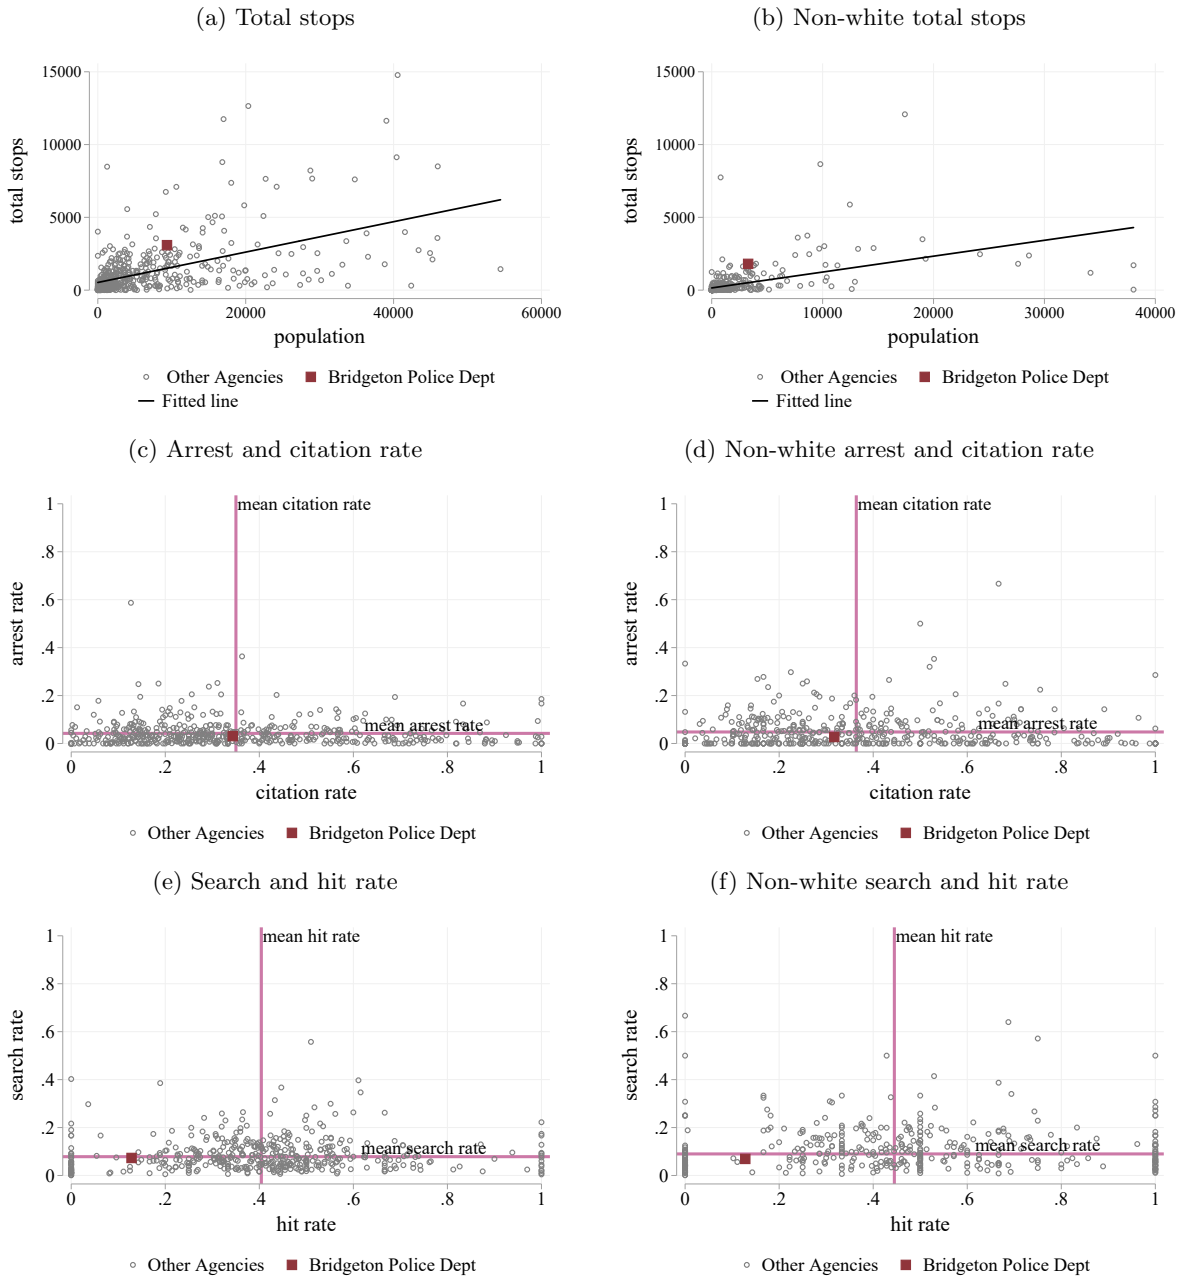 (a) Total stops
total stops
15000
10000
5000
0
0 20000 40000 60000
population
Other Agencies Bridgeton Police Dept
Fitted line
(b) Non-white total stops
total stops
15000
10000
5000
0
0 10000 20000 30000 40000
population
Other Agencies Bridgeton Police Dept
Fitted line
(c) Arrest and citation rate
arrest rate
1
.8
.6
.4
.2
0
mean citation rate
mean arrest rate
0 .2 .4 .6 .8 1
citation rate
Other Agencies Bridgeton Police Dept
(d) Non-white arrest and citation rate
arrest rate
1
.8
.6
.4
.2
0
mean citation rate
mean arrest rate
0 .2 .4 .6 .8 1
citation rate
Other Agencies Bridgeton Police Dept
(e) Search and hit rate
search rate
1
.8
.6
.4
.2
0
mean hit rate
mean search rate
0 .2 .4 .6 .8 1
hit rate
Other Agencies Bridgeton Police Dept
(f) Non-white search and hit rate
search rate
1
.8
.6
.4
.2
0
mean hit rate
mean search rate
0 .2 .4 .6 .8 1
hit rate
Other Agencies Bridgeton Police Dept